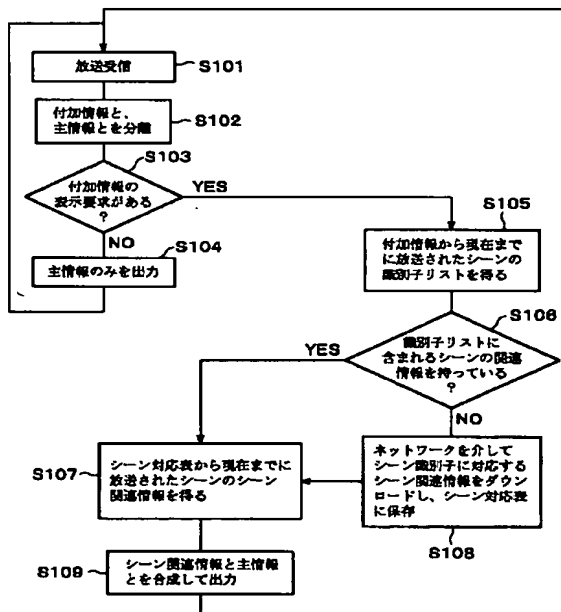 放送受信
S101
付加情報と、
主情報とを分離
S102
S103
付加情報の
表示要求がある
?
YES
NO
S104
主情報のみを出力
S105
付加情報から現在まで
に放送されたシーンの
識別子リストを得る
S106
識別子リストに
含まれるシーンの関連
情報を持っている
?
YES
NO
S107
シーン対応表から現在までに
放送されたシーンのシーン
関連情報を得る
ネットワークを介して
シーン識別子に対応する
シーン関連情報をダウン
ロードし、シーン対応表
に保存
S108
S109
シーン関連情報と主情報
とを合成して出力